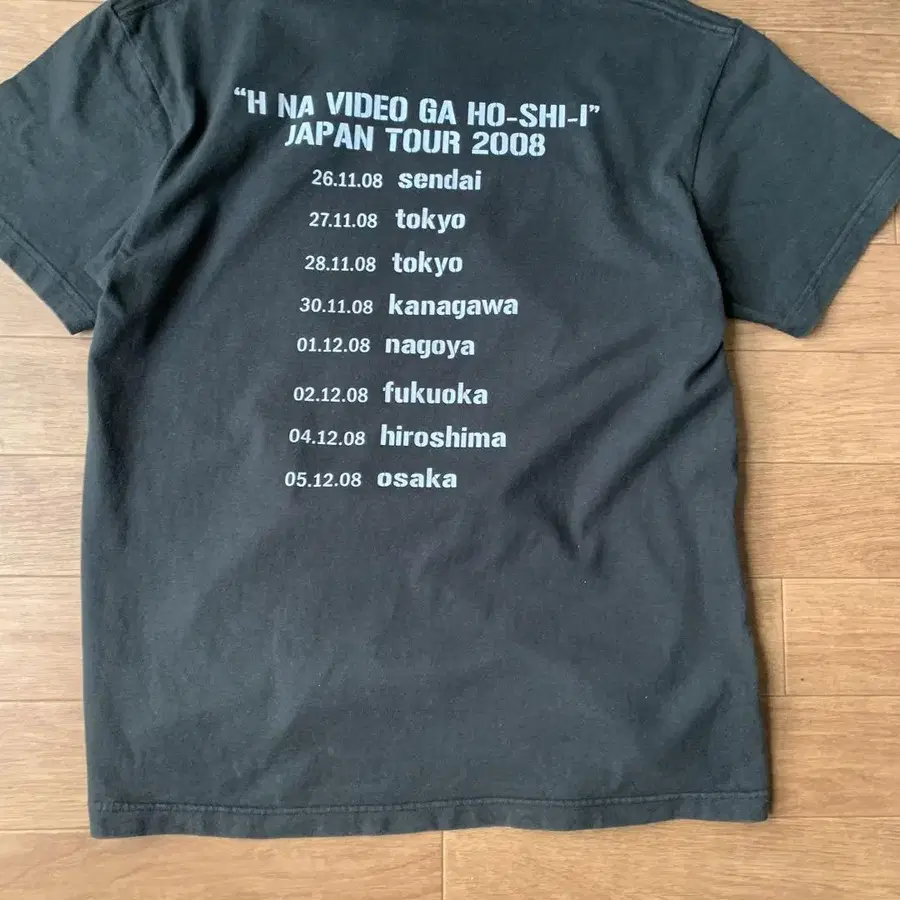 “H NA VIDEO GA HO-SHI-I”
JAPAN TOUR 2008
26.11.08 sendai
27.11.08 tokyo
28.11.08 tokyo
30.11.08 kanagawa
01.12.08 nagoya
02.12.08 fukuoka
04.12.08 hiroshima
05.12.08 osaka